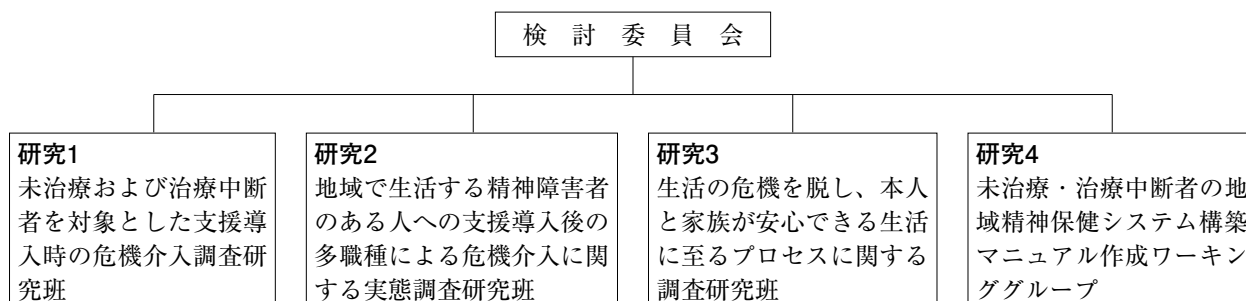 検討委員会
研究1
未治療および治療中断
者を対象とした支援導
入時の危機介入調査研
究班
研究2
地域で生活する精神障害者
のある人への支援導入後の
多職種による危機介入に関
する実態調査研究班
研究3
生活の危機を脱し、本人
と家族が安心できる生活
に至るプロセスに関する
調査研究班
研究4
未治療・治療中断者の地
域精神保健システム構築
マニュアル作成ワーキン
ググループ